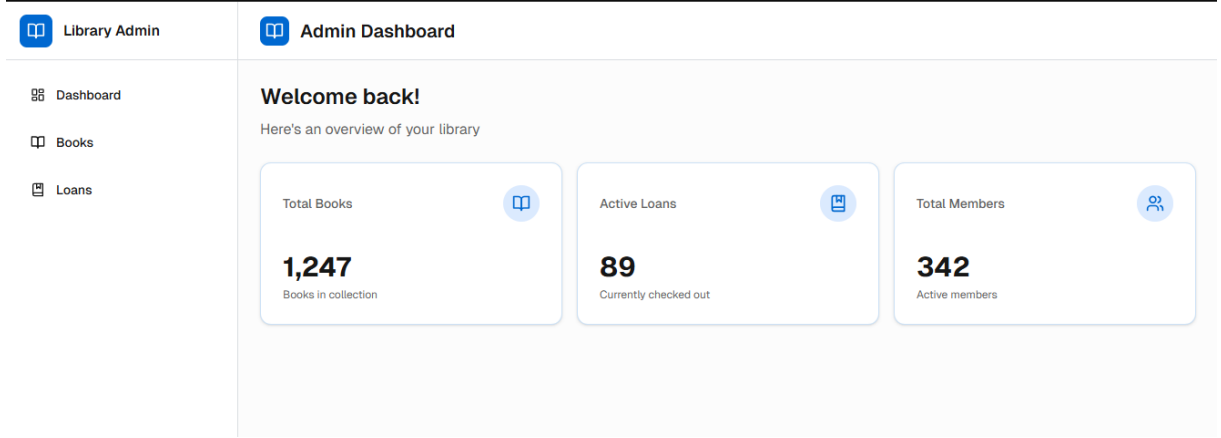 Library Admin
Admin Dashboard
Dashboard
Books
Loans
Welcome back!
Here's an overview of your library
Total Books
1,247
Books in collection
Active Loans
89
Currently checked out
Total Members
342
Active members